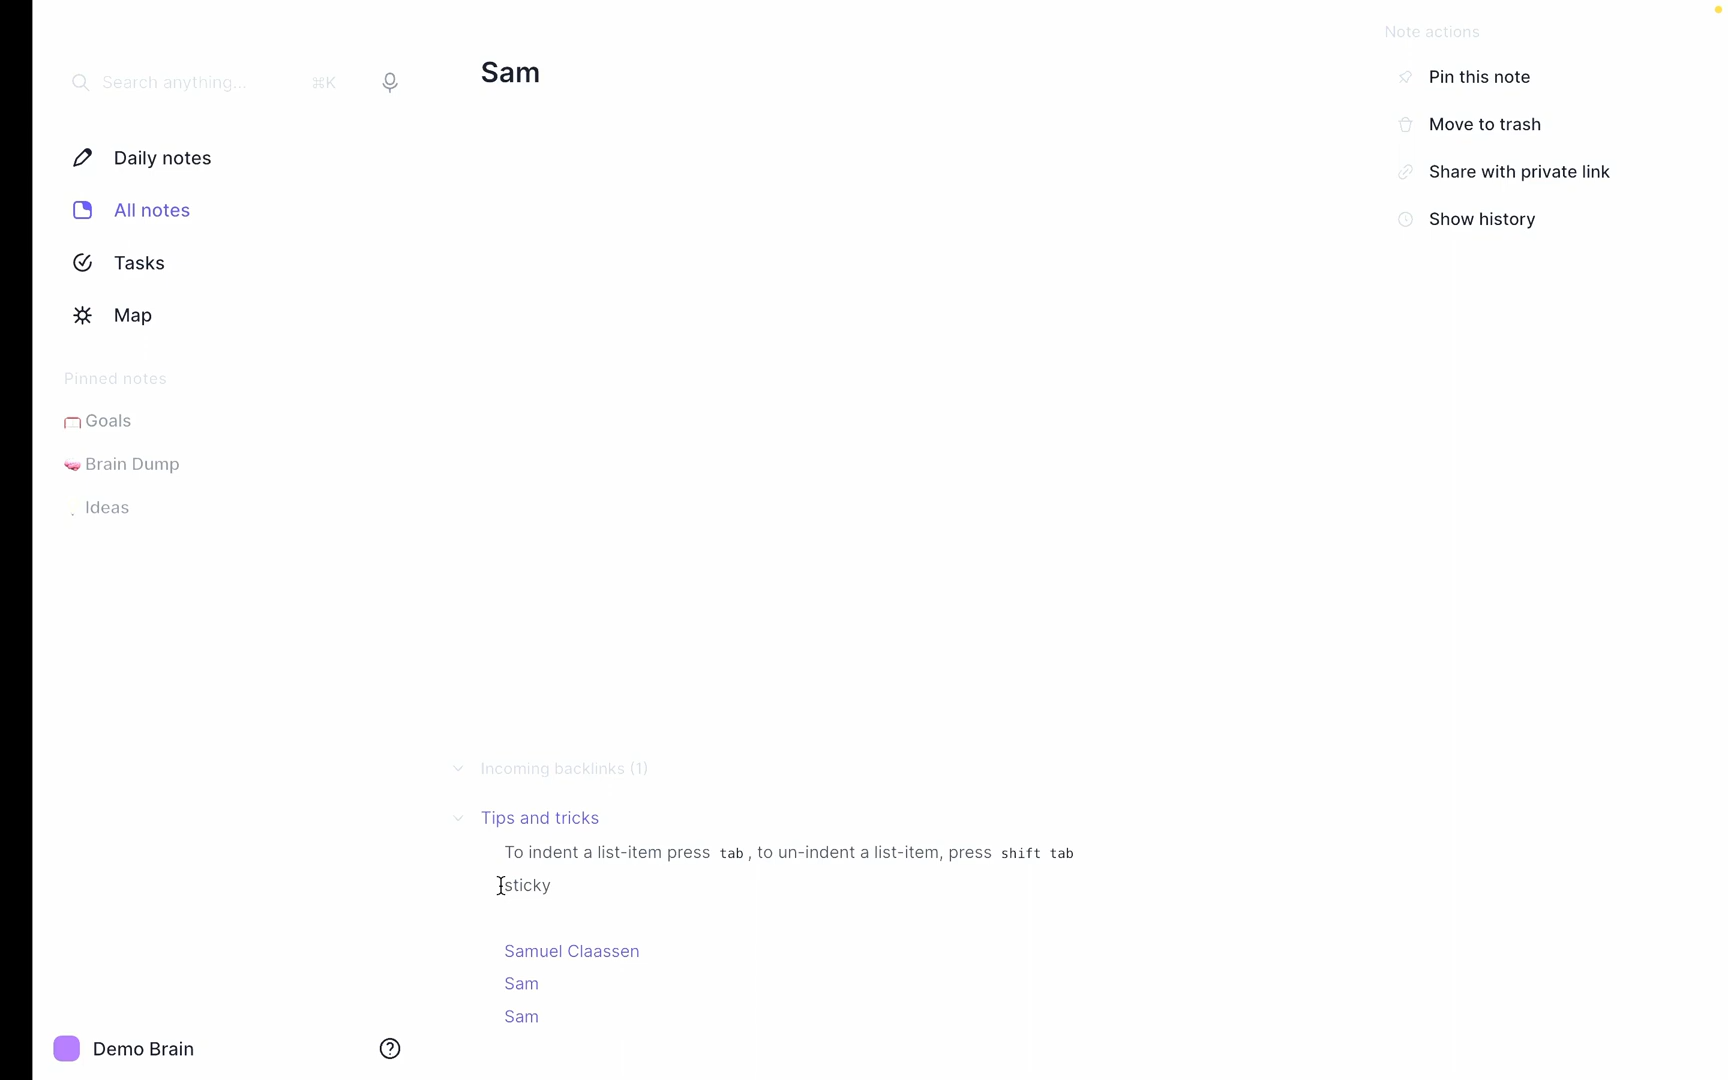 Search anything... ⌘K
Daily notes
All notes
Tasks
Map
Pinned notes
Goals
Brain Dump
Ideas
Demo Brain
Sam
Incoming backlinks (1)
Tips and tricks
To indent a list-item press tab, to un-indent a list-item, press shift tab
sticky
Samuel Claassen
Sam
Sam
Note actions
Pin this note
Move to trash
Share with private link
Show history